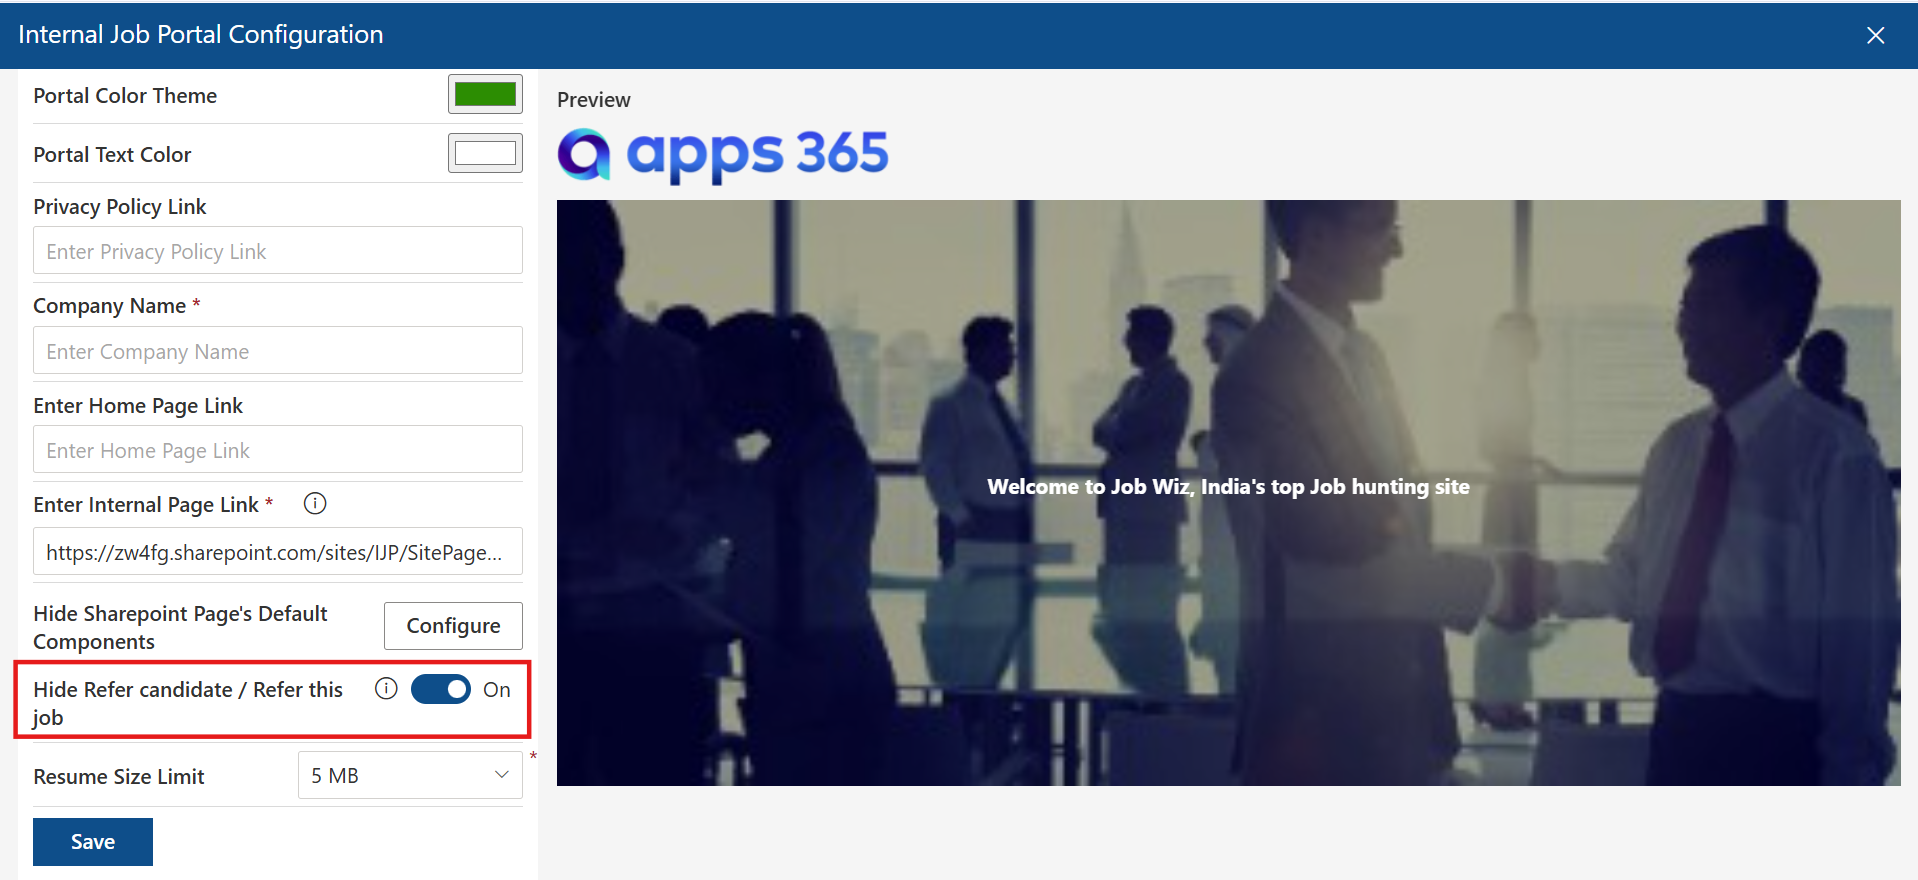 Internal Job Portal Configuration
Portal Color Theme
Portal Text Color
Privacy Policy Link
Enter Privacy Policy Link
Company Name *
Enter Company Name
Enter Home Page Link
Enter Home Page Link
Enter Internal Page Link *
https://zw4fg.sharepoint.com/sites/IJP/SitePage...
Hide Sharepoint Page's Default
Components
Configure
Hide Refer candidate / Refer this
job
On
Resume Size Limit
5 MB
*
Save
Preview
apps 365
Welcome to Job Wiz, India's top Job hunting site